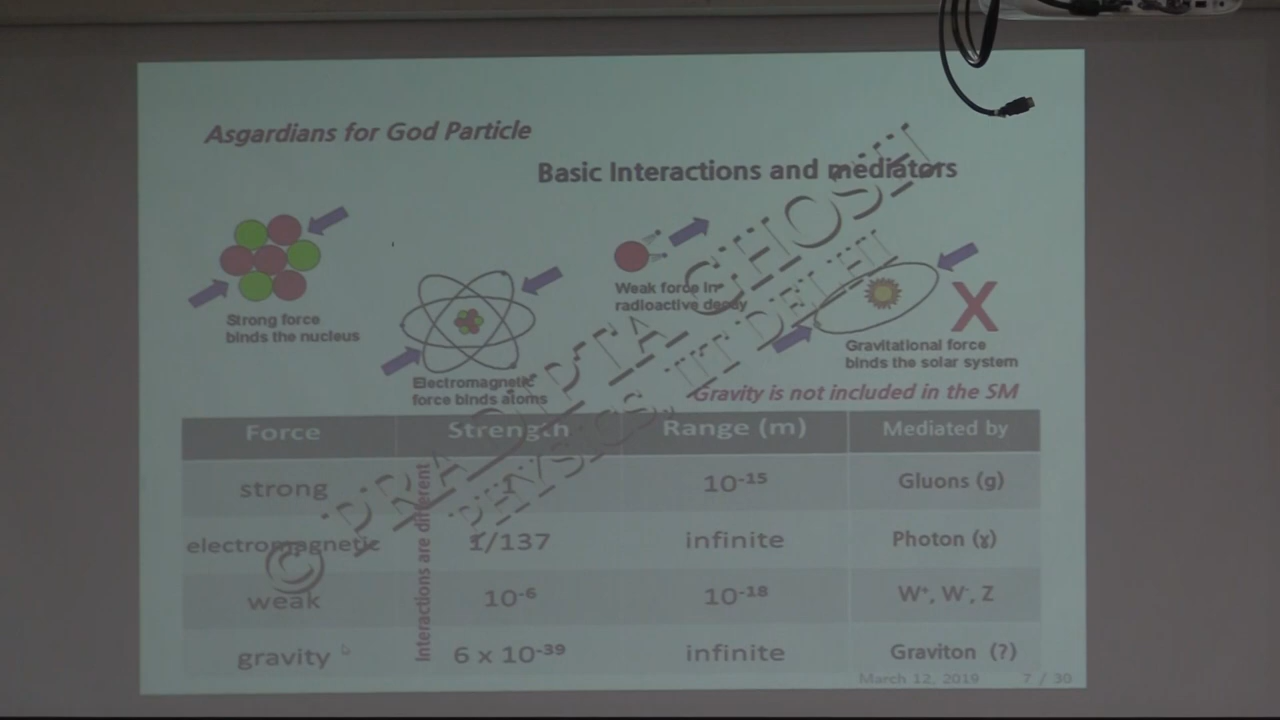 Asgardians for God Particle
Basic Interactions and mediators
Strong force
binds the nucleus
Electromagnetic
force binds atoms
Weak force in
radioactive decay
Gravitational force
binds the solar system
X
Gravity is not included in the SM
Force Strength Range (m) Mediated by
strong 1 10⁻¹⁵ Gluons (g)
electromagnetic 1/137 infinite Photon (ɣ)
weak 10⁻⁶ 10⁻¹⁸ W⁺, W⁻, Z
gravity 6 x 10⁻³⁹ infinite Graviton (?)
Interactions are different
© PRADIPTA GHOSH
PHYSICS, IIT DELHI
March 12, 2019 7 / 30